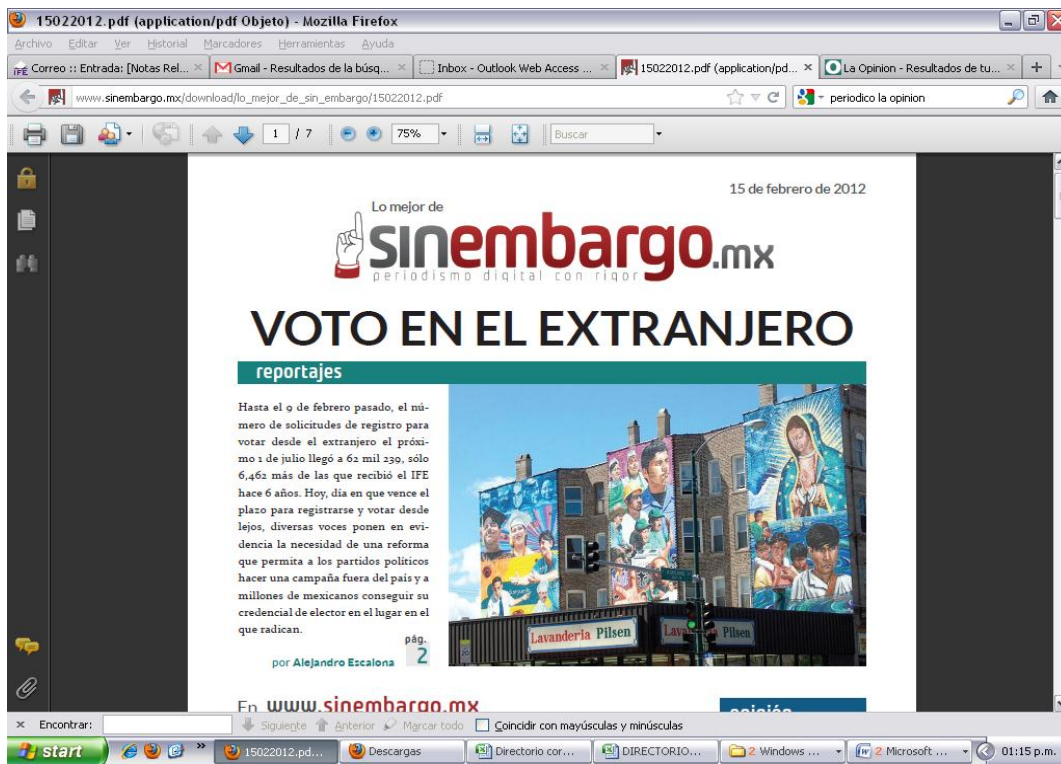 15022012.pdf (application/pdf Objeto) - Mozilla Firefox
Archivo Editar Ver Historial Marcadores Herramientas Ayuda
IFE Correo :: Entrada: [Notas Rel... Gmail - Resultados de la búsq... Inbox - Outlook Web Access ... 15022012.pdf (application/pd... La Opinion - Resultados de tu...
www.sinembargo.mx/download/lo_mejor_de_sin_embargo/15022012.pdf periodico la opinion
1 / 7 75% Buscar
15 de febrero de 2012
Lo mejor de
sinembargo.mx
periodismo digital con rigor
VOTO EN EL EXTRANJERO
reportajes
Hasta el 9 de febrero pasado, el nú-
mero de solicitudes de registro para
votar desde el extranjero el próxi-
mo 1 de julio llegó a 62 mil 239, sólo
6,462 más de las que recibió el IFE
hace 6 años. Hoy, día en que vence el
plazo para registrarse y votar desde
lejos, diversas voces ponen en evi-
dencia la necesidad de una reforma
que permita a los partidos políticos
hacer una campaña fuera del país y a
millones de mexicanos conseguir su
credencial de elector en el lugar en el
que radican.
pág.
por Alejandro Escalona 2
Lavandería Pilsen
Pilsen
En www.sinembargo.mx
opinión
Encontrar: Siguiente Anterior Marcar todo Coincidir con mayúsculas y minúsculas
start 15022012.pd... Descargas Directorio cor... DIRECTORIO... 2 Windows ... 2 Microsoft ... 01:15 p.m.